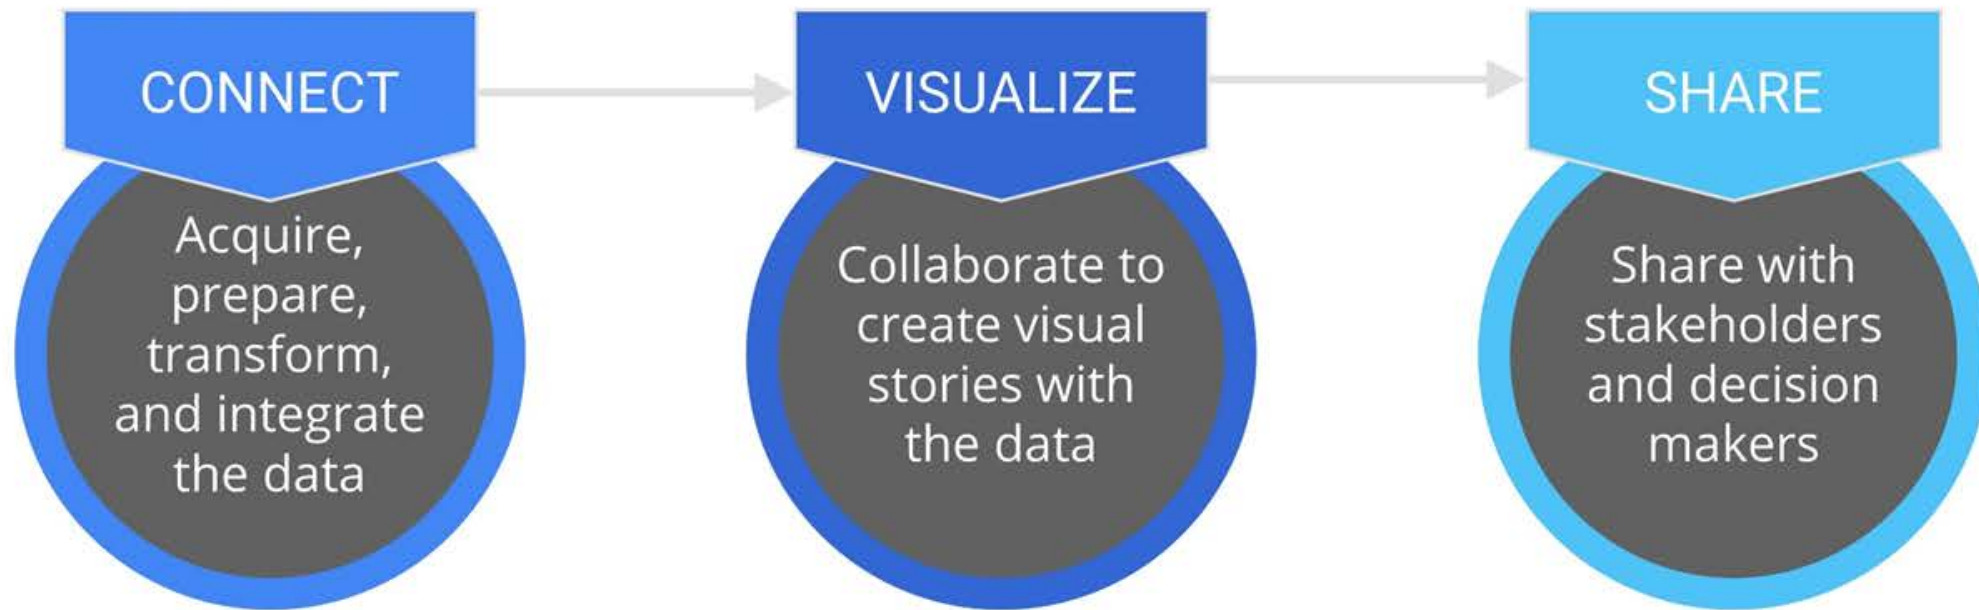 CONNECT
Acquire,
prepare,
transform,
and integrate
the data
VISUALIZE
Collaborate to
create visual
stories with
the data
SHARE
Share with
stakeholders
and decision
makers